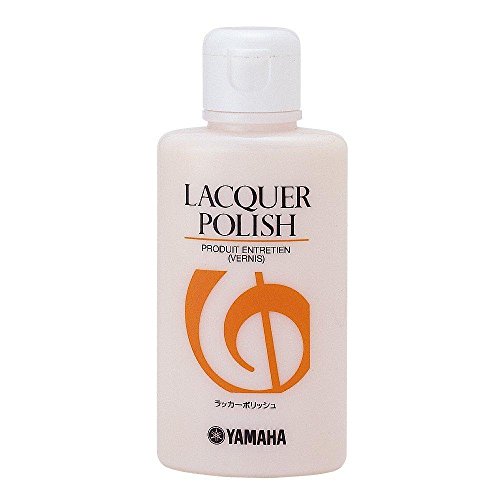 LACQUER
POLISH
PRODUIT ENTRETIEN
(VERNIS)
ラッカーポリッシュ
YAMAHA